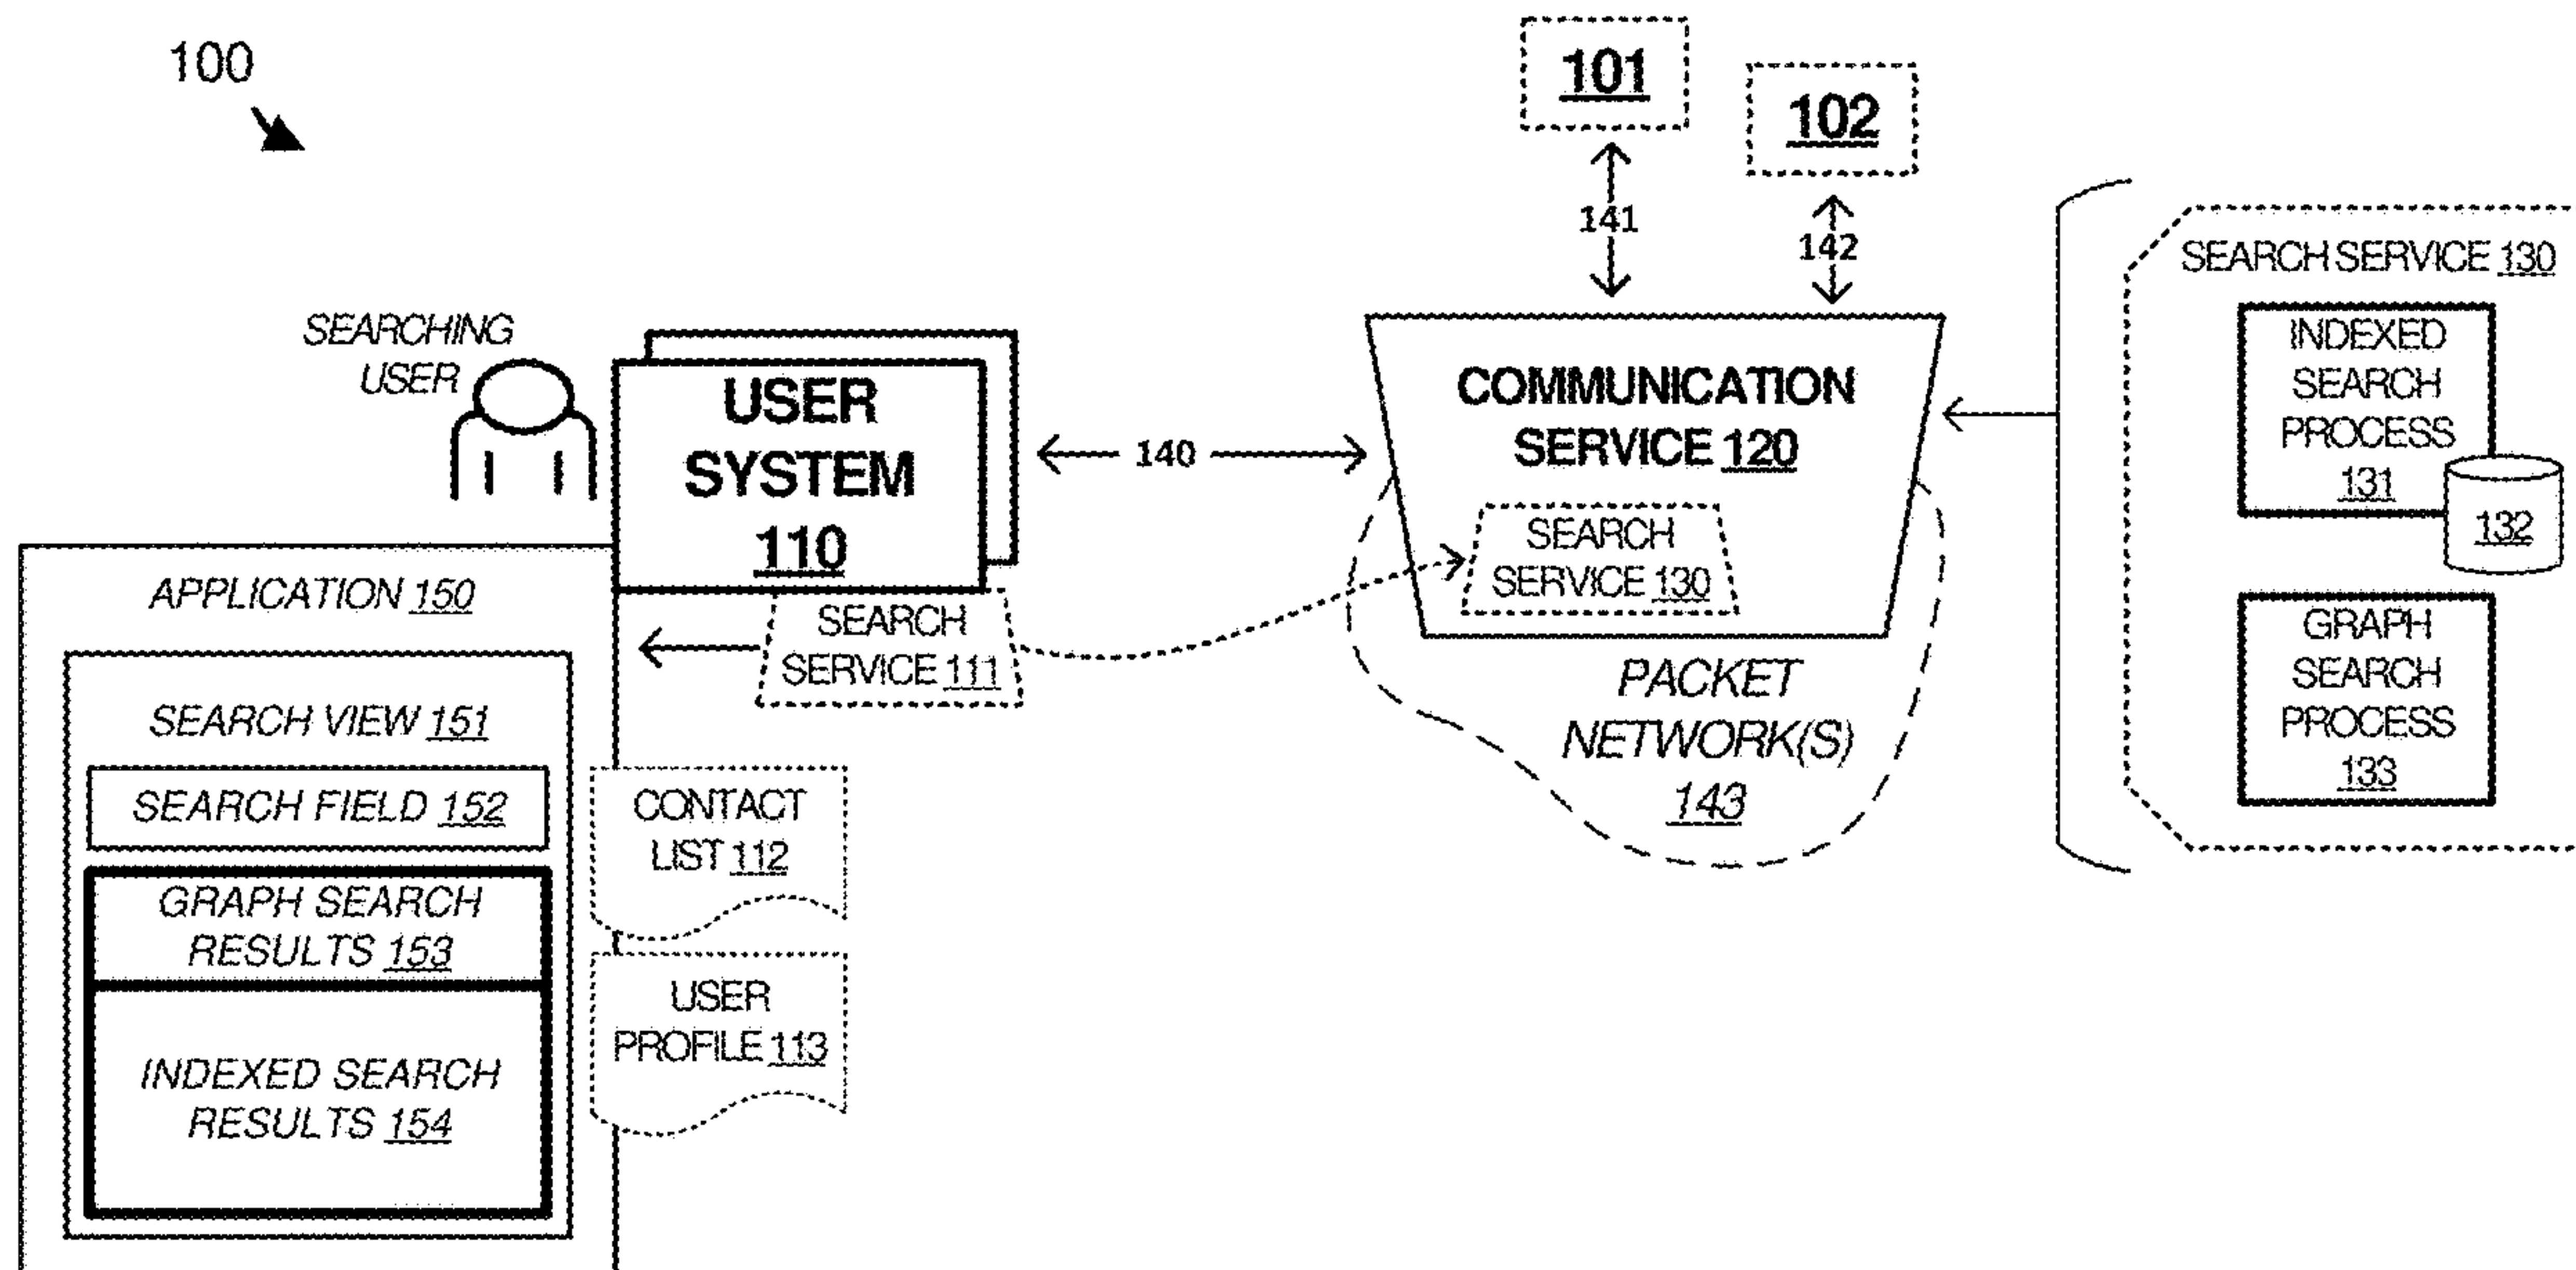 100
101
102
141
142
SEARCHING
USER
USER
SYSTEM
110
140
COMMUNICATION
SERVICE 120
SEARCH
SERVICE 130
PACKET
NETWORK(S)
143
SEARCH SERVICE 130
INDEXED
SEARCH
PROCESS
131
132
GRAPH
SEARCH
PROCESS
133
SEARCH
SERVICE 111
APPLICATION 150
SEARCH VIEW 151
SEARCH FIELD 152
GRAPH SEARCH
RESULTS 153
INDEXED SEARCH
RESULTS 154
CONTACT
LIST 112
USER
PROFILE 113